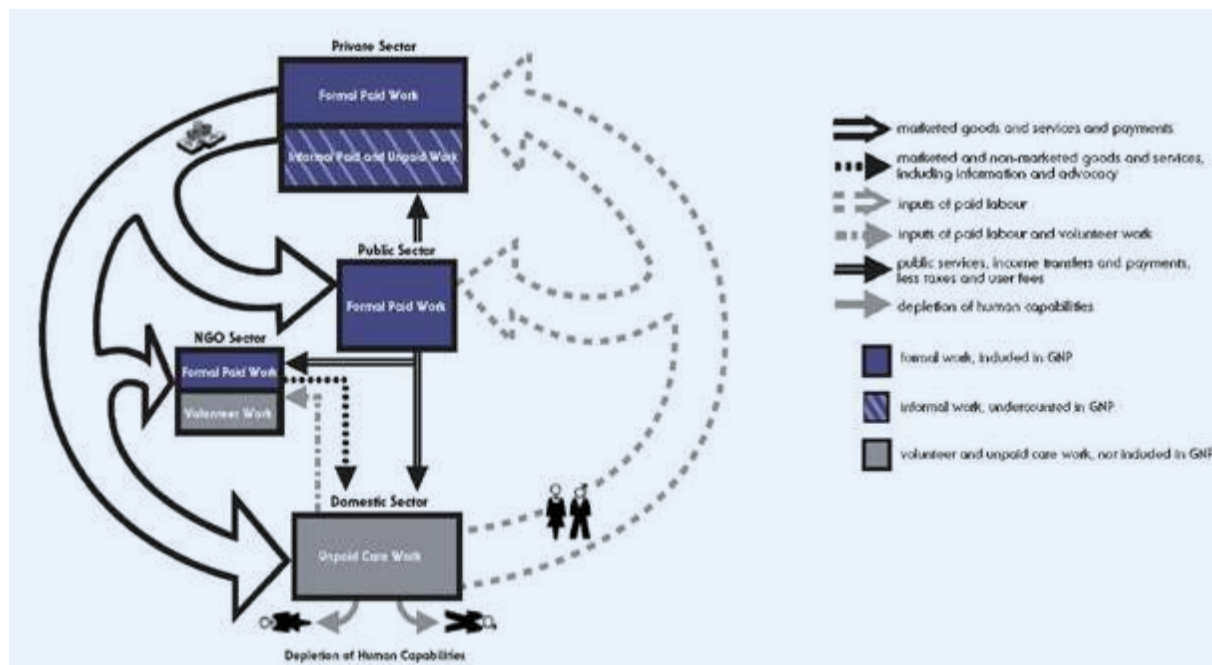 Private Sector
Formal Paid Work
Informal Paid and Unpaid Work
Public Sector
Formal Paid Work
NGO Sector
Formal Paid Work
Volunteer Work
Domestic Sector
Unpaid Care Work
Depletion of Human Capabilities
marketed goods and services and payments
marketed and non-marketed goods and services,
including information and advocacy
inputs of paid labour
inputs of paid labour and volunteer work
public services, income transfers and payments,
less taxes and user fees
depletion of human capabilities
formal work, included in GNP
informal work, undercounted in GNP
volunteer and unpaid care work, not included in GNP